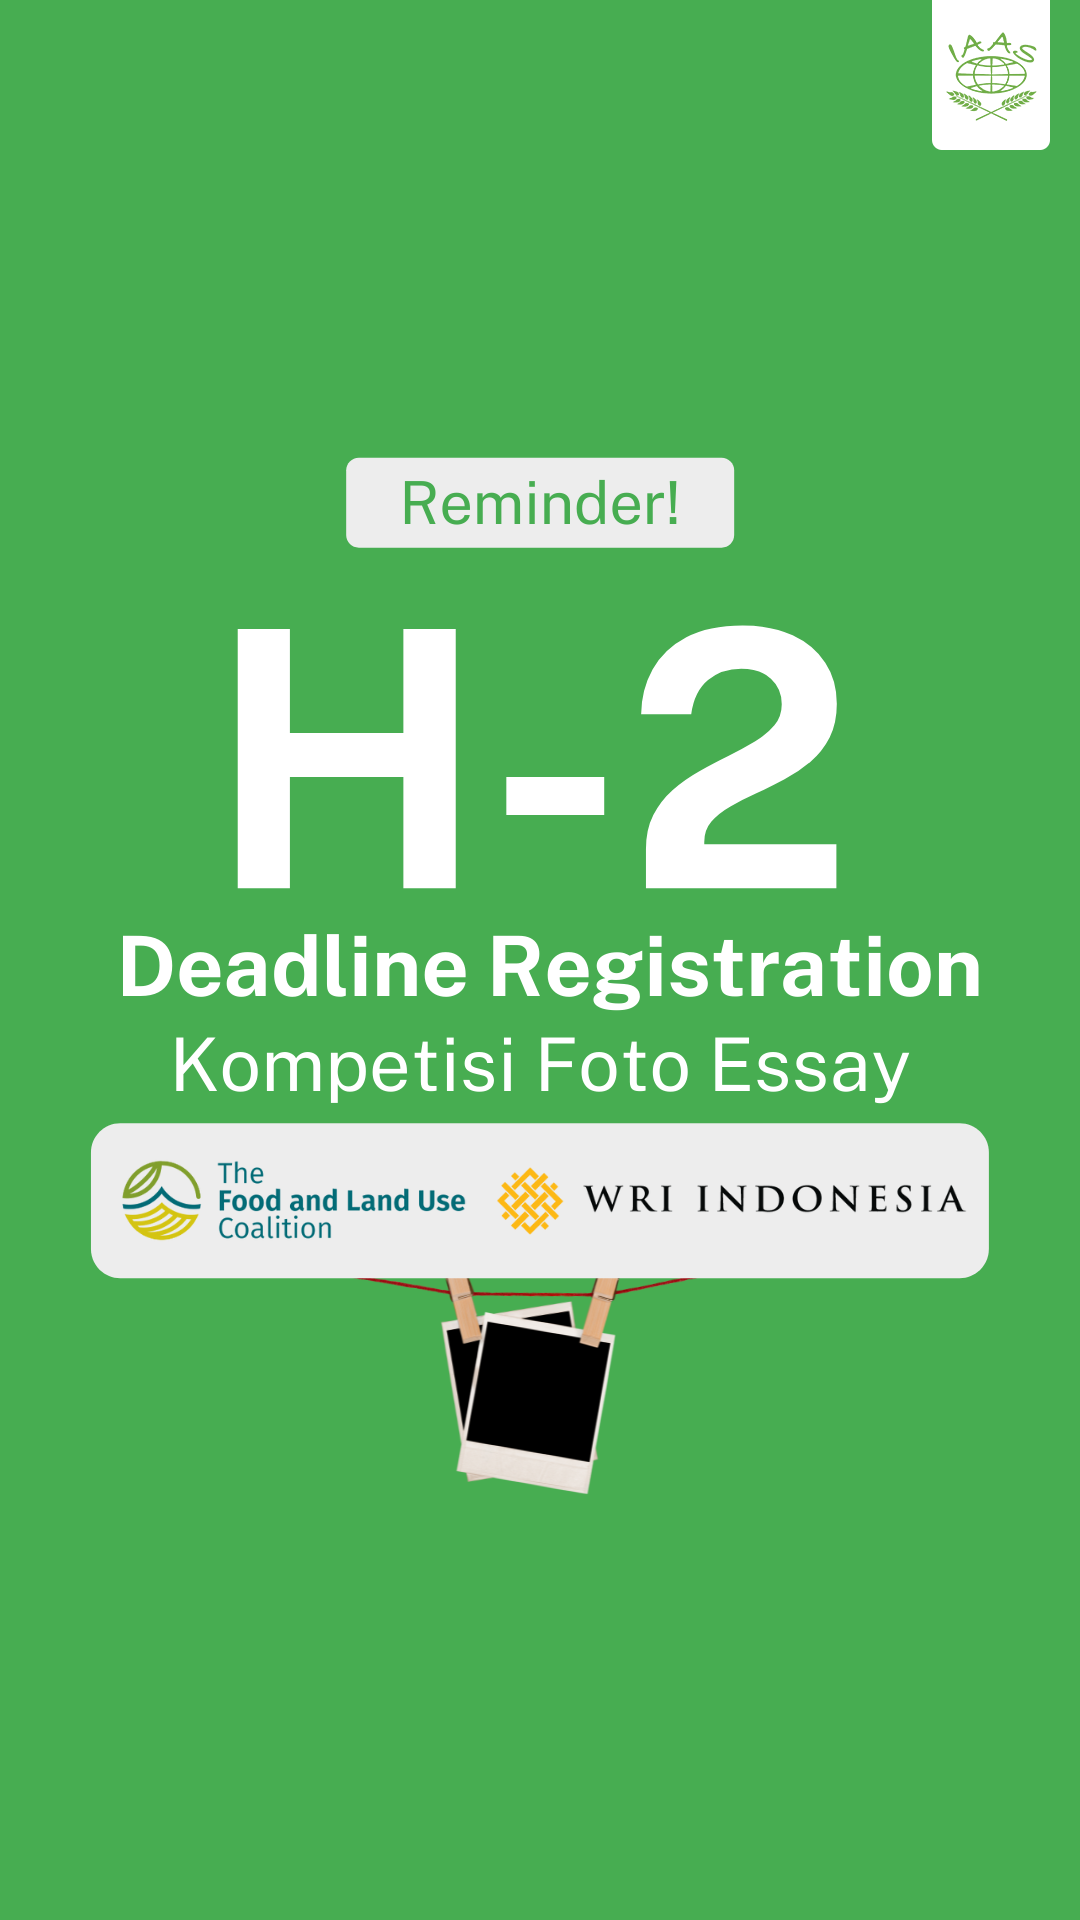 IAAS
Reminder!
H-2
Deadline Registration
Kompetisi Foto Essay
The
Food and Land Use
Coalition
WRI INDONESIA